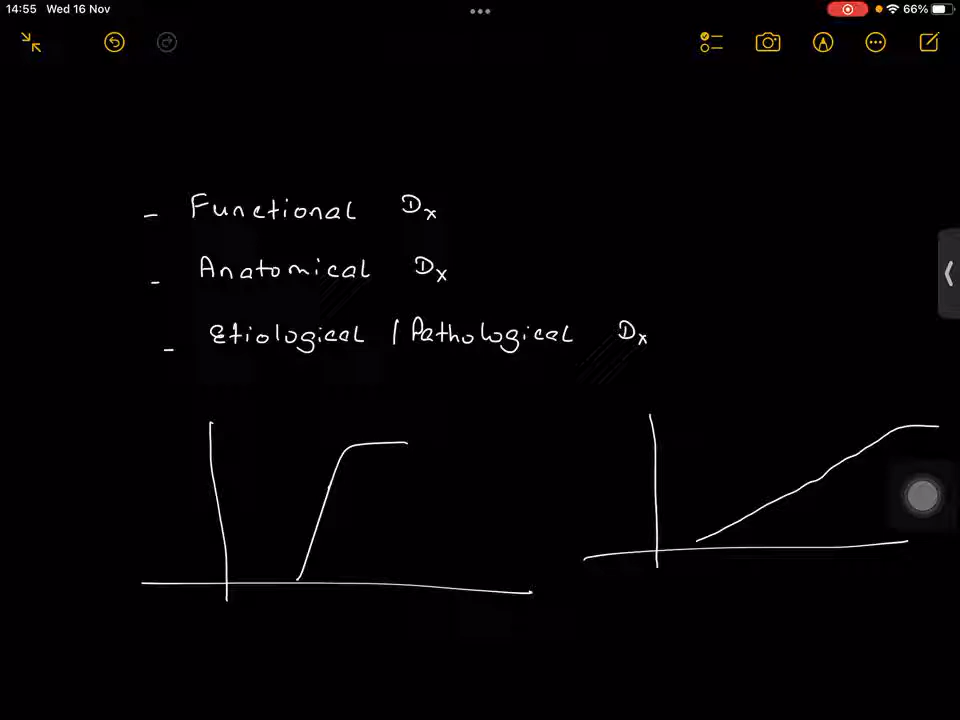 14:55 Wed 16 Nov
66%
- Functional Dx
- Anatomical Dx
- Etiological / Pathological Dx